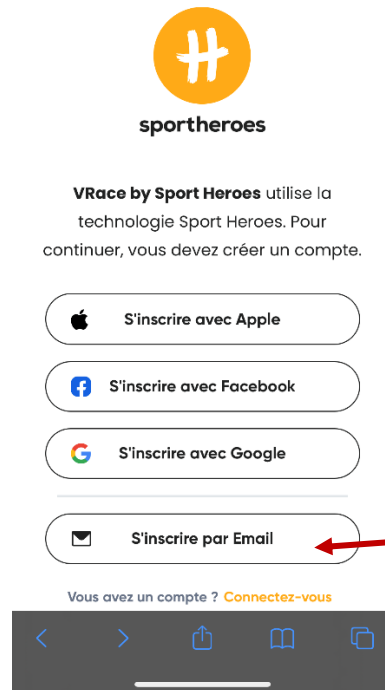 sportheroes
VRace by Sport Heroes utilise la
technologie Sport Heroes. Pour
continuer, vous devez créer un compte.
S'inscrire avec Apple
S'inscrire avec Facebook
S'inscrire avec Google
S'inscrire par Email
Vous avez un compte ? Connectez-vous